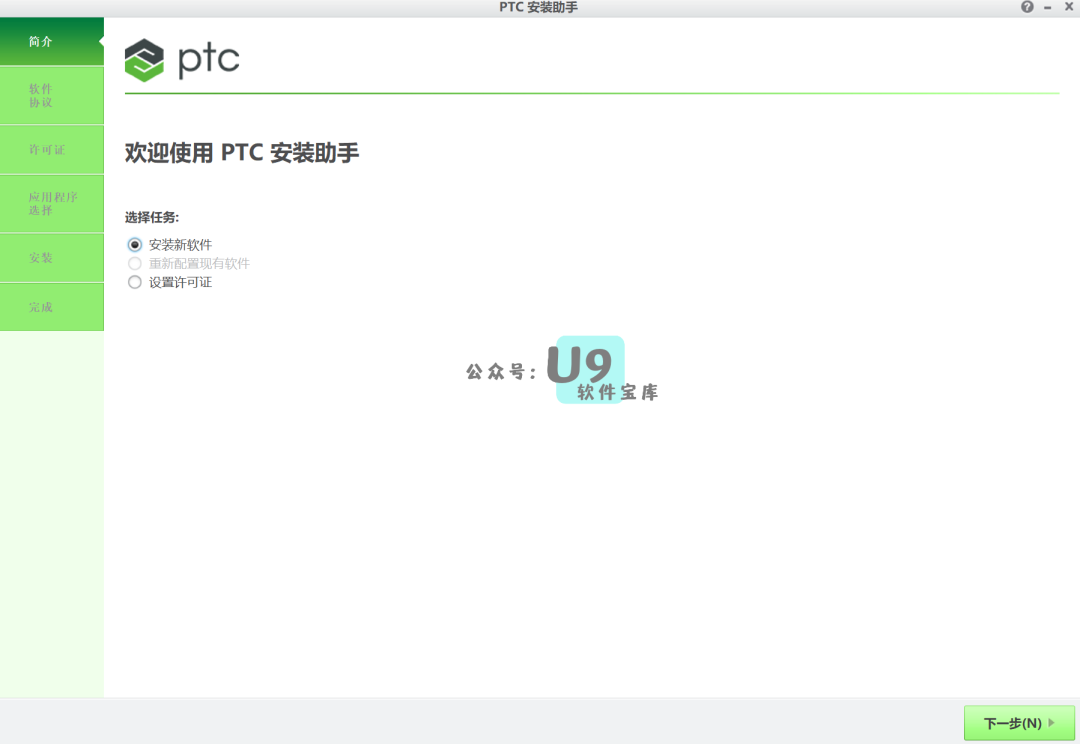 PTC 安装助手
简介
软件
协议
许可证
应用程序
选择
安装
完成
ptc
欢迎使用 PTC 安装助手
选择任务:
安装新软件
重新配置现有软件
设置许可证
公众号: U9
软件宝库
下一步(N)